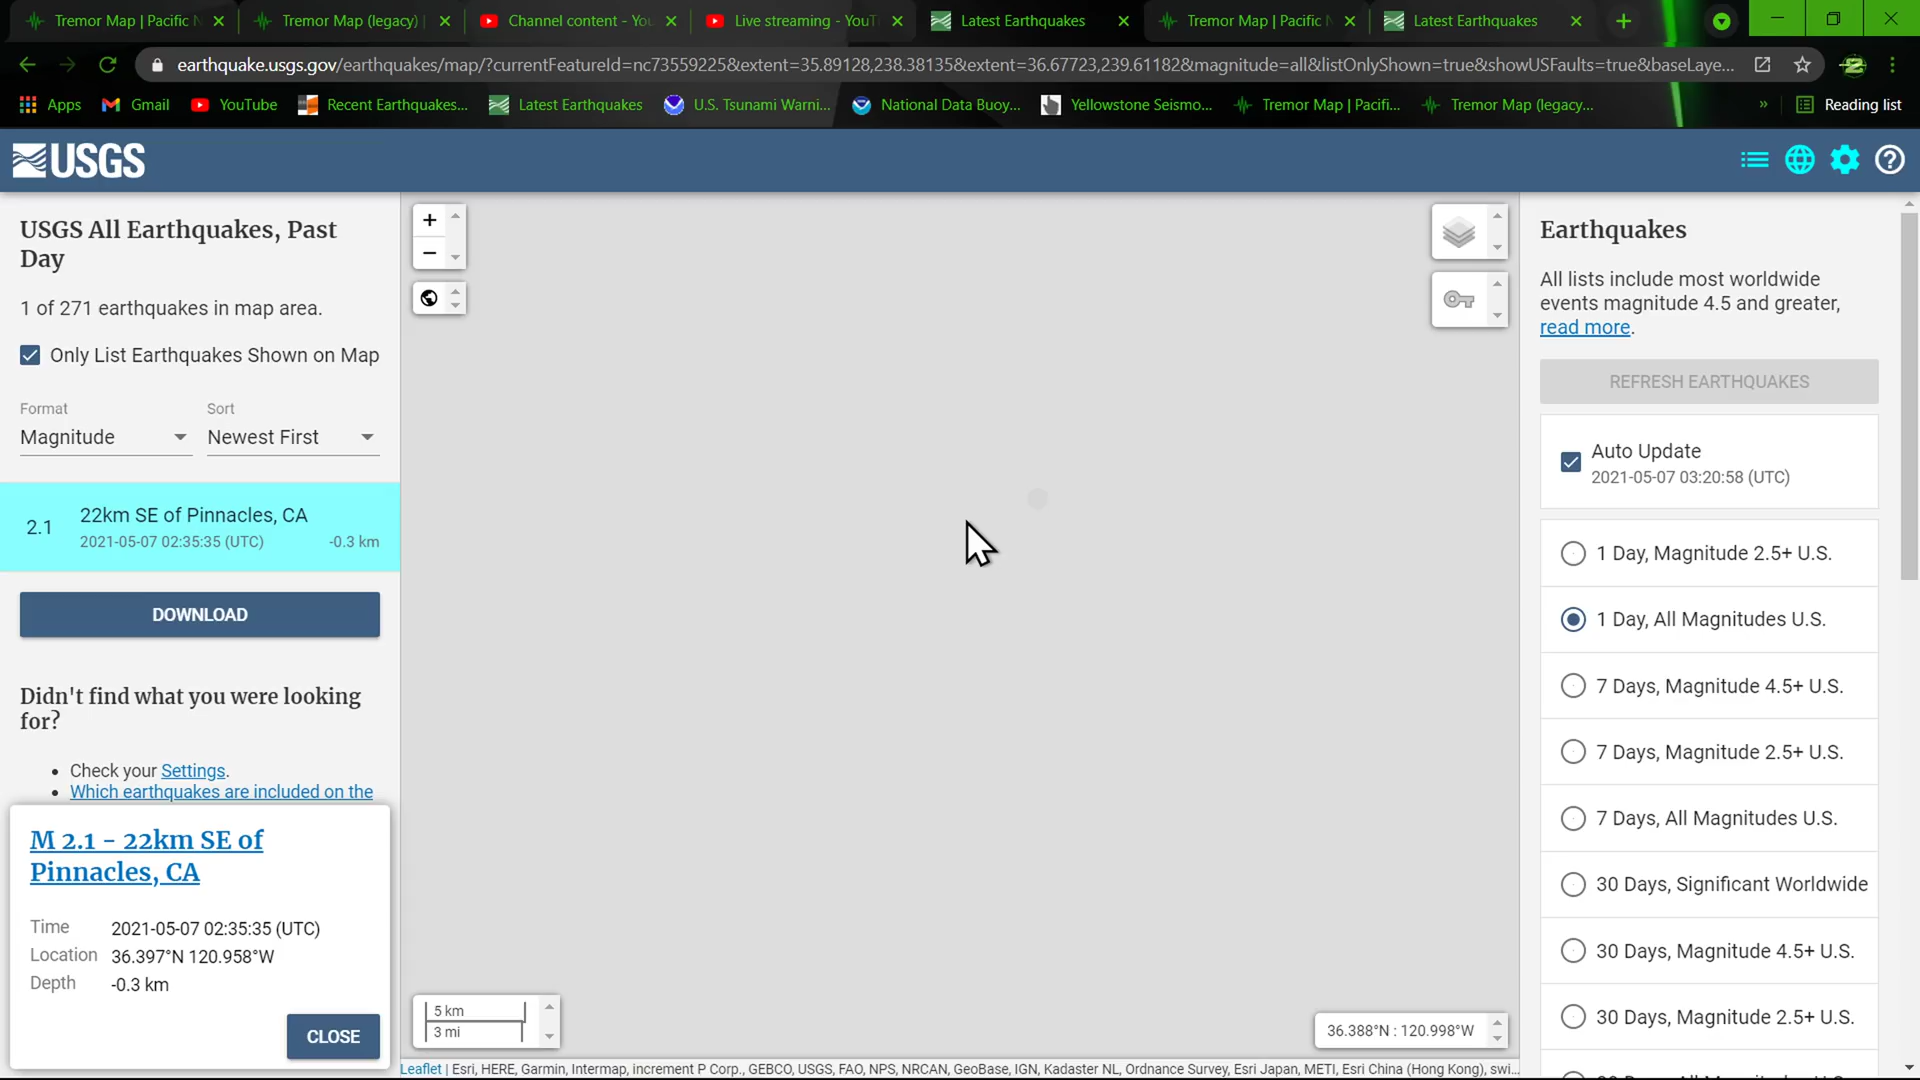 Tremor Map | Pacific N
Tremor Map (legacy) |
Channel content - You
Live streaming - YouT
Latest Earthquakes
Tremor Map | Pacific N
Latest Earthquakes
earthquake.usgs.gov/earthquakes/map/?currentFeatureId=nc73559225&extent=35.89128,238.38135&extent=36.67723,239.61182&magnitude=all&listOnlyShown=true&showUSFaults=true&baseLaye...
Apps
Gmail
YouTube
Recent Earthquakes...
Latest Earthquakes
U.S. Tsunami Warni...
National Data Buoy...
Yellowstone Seismo...
Tremor Map | Pacifi...
Tremor Map (legacy...
»
Reading list
USGS
USGS All Earthquakes, Past
Day
1 of 271 earthquakes in map area.
Only List Earthquakes Shown on Map
Format
Sort
Magnitude
Newest First
2.1
22km SE of Pinnacles, CA
2021-05-07 02:35:35 (UTC)
-0.3 km
DOWNLOAD
Didn't find what you were looking
for?
• Check your Settings.
• Which earthquakes are included on the
M 2.1 - 22km SE of
Pinnacles, CA
Time 2021-05-07 02:35:35 (UTC)
Location 36.397°N 120.958°W
Depth -0.3 km
CLOSE
+
−
5 km
3 mi
36.388°N : 120.998°W
Leaflet | Esri, HERE, Garmin, Intermap, increment P Corp., GEBCO, USGS, FAO, NPS, NRCAN, GeoBase, IGN, Kadaster NL, Ordnance Survey, Esri Japan, METI, Esri China (Hong Kong), swi...
Earthquakes
All lists include most worldwide
events magnitude 4.5 and greater,
read more.
REFRESH EARTHQUAKES
Auto Update
2021-05-07 03:20:58 (UTC)
1 Day, Magnitude 2.5+ U.S.
1 Day, All Magnitudes U.S.
7 Days, Magnitude 4.5+ U.S.
7 Days, Magnitude 2.5+ U.S.
7 Days, All Magnitudes U.S.
30 Days, Significant Worldwide
30 Days, Magnitude 4.5+ U.S.
30 Days, Magnitude 2.5+ U.S.